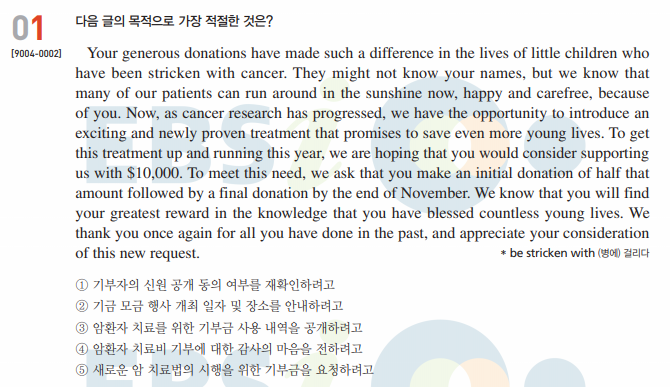 01 다음 글의 목적으로 가장 적절한 것은?
[9004-0002]
Your generous donations have made such a difference in the lives of little children who
have been stricken with cancer. They might not know your names, but we know that
many of our patients can run around in the sunshine now, happy and carefree, because
of you. Now, as cancer research has progressed, we have the opportunity to introduce an
exciting and newly proven treatment that promises to save even more young lives. To get
this treatment up and running this year, we are hoping that you would consider supporting
us with $10,000. To meet this need, we ask that you make an initial donation of half that
amount followed by a final donation by the end of November. We know that you will find
your greatest reward in the knowledge that you have blessed countless young lives. We
thank you once again for all you have done in the past, and appreciate your consideration
of this new request.
* be stricken with (병에) 걸리다
① 기부자의 신원 공개 동의 여부를 재확인하려고
② 기금 모금 행사 개최 일자 및 장소를 안내하려고
③ 암환자 치료를 위한 기부금 사용 내역을 공개하려고
④ 암환자 치료비 기부에 대한 감사의 마음을 전하려고
⑤ 새로운 암 치료법의 시행을 위한 기부금을 요청하려고
EBS
EBS